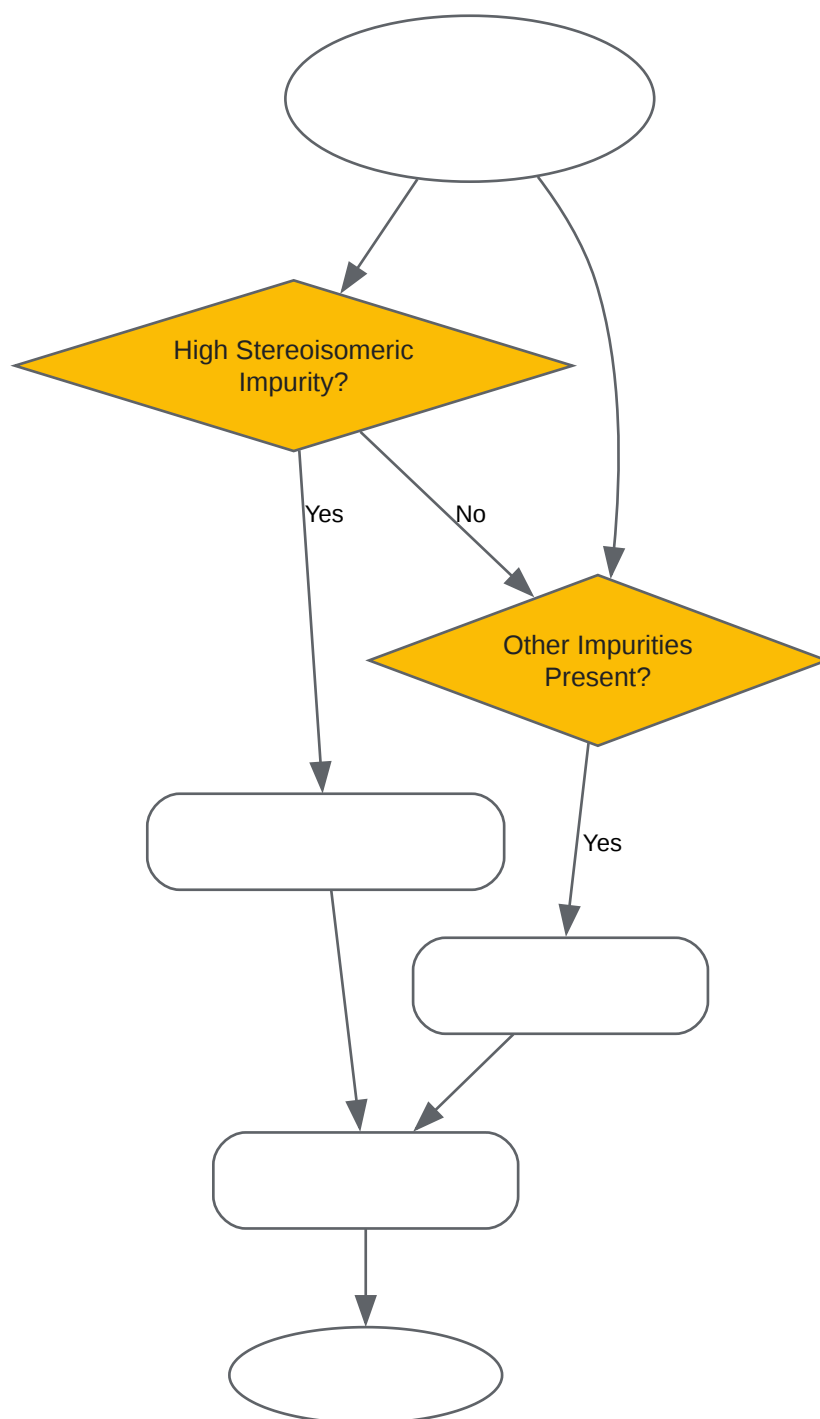 High Stereoisomeric
Impurity?
Yes
No
Other Impurities
Present?
Yes